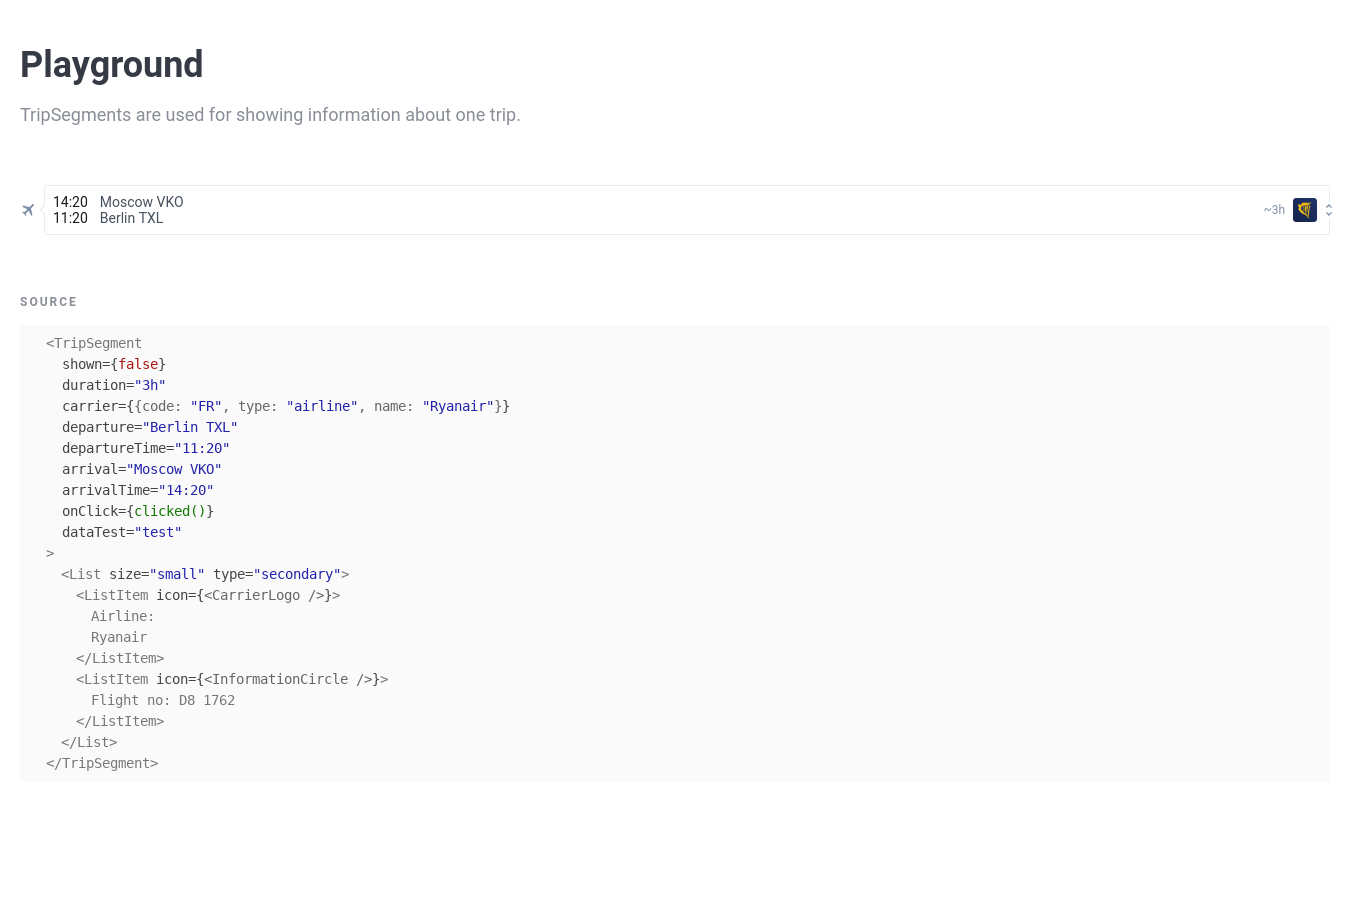 Playground
TripSegments are used for showing information about one trip.
14:20 Moscow VKO
11:20 Berlin TXL
~3h
SOURCE
<TripSegment
shown={false}
duration="3h"
carrier={{code: "FR", type: "airline", name: "Ryanair"}}
departure="Berlin TXL"
departureTime="11:20"
arrival="Moscow VKO"
arrivalTime="14:20"
onClick={clicked()}
dataTest="test"
>
<List size="small" type="secondary">
<ListItem icon={<CarrierLogo />}>
Airline:
Ryanair
</ListItem>
<ListItem icon={<InformationCircle />}>
Flight no: D8 1762
</ListItem>
</List>
</TripSegment>